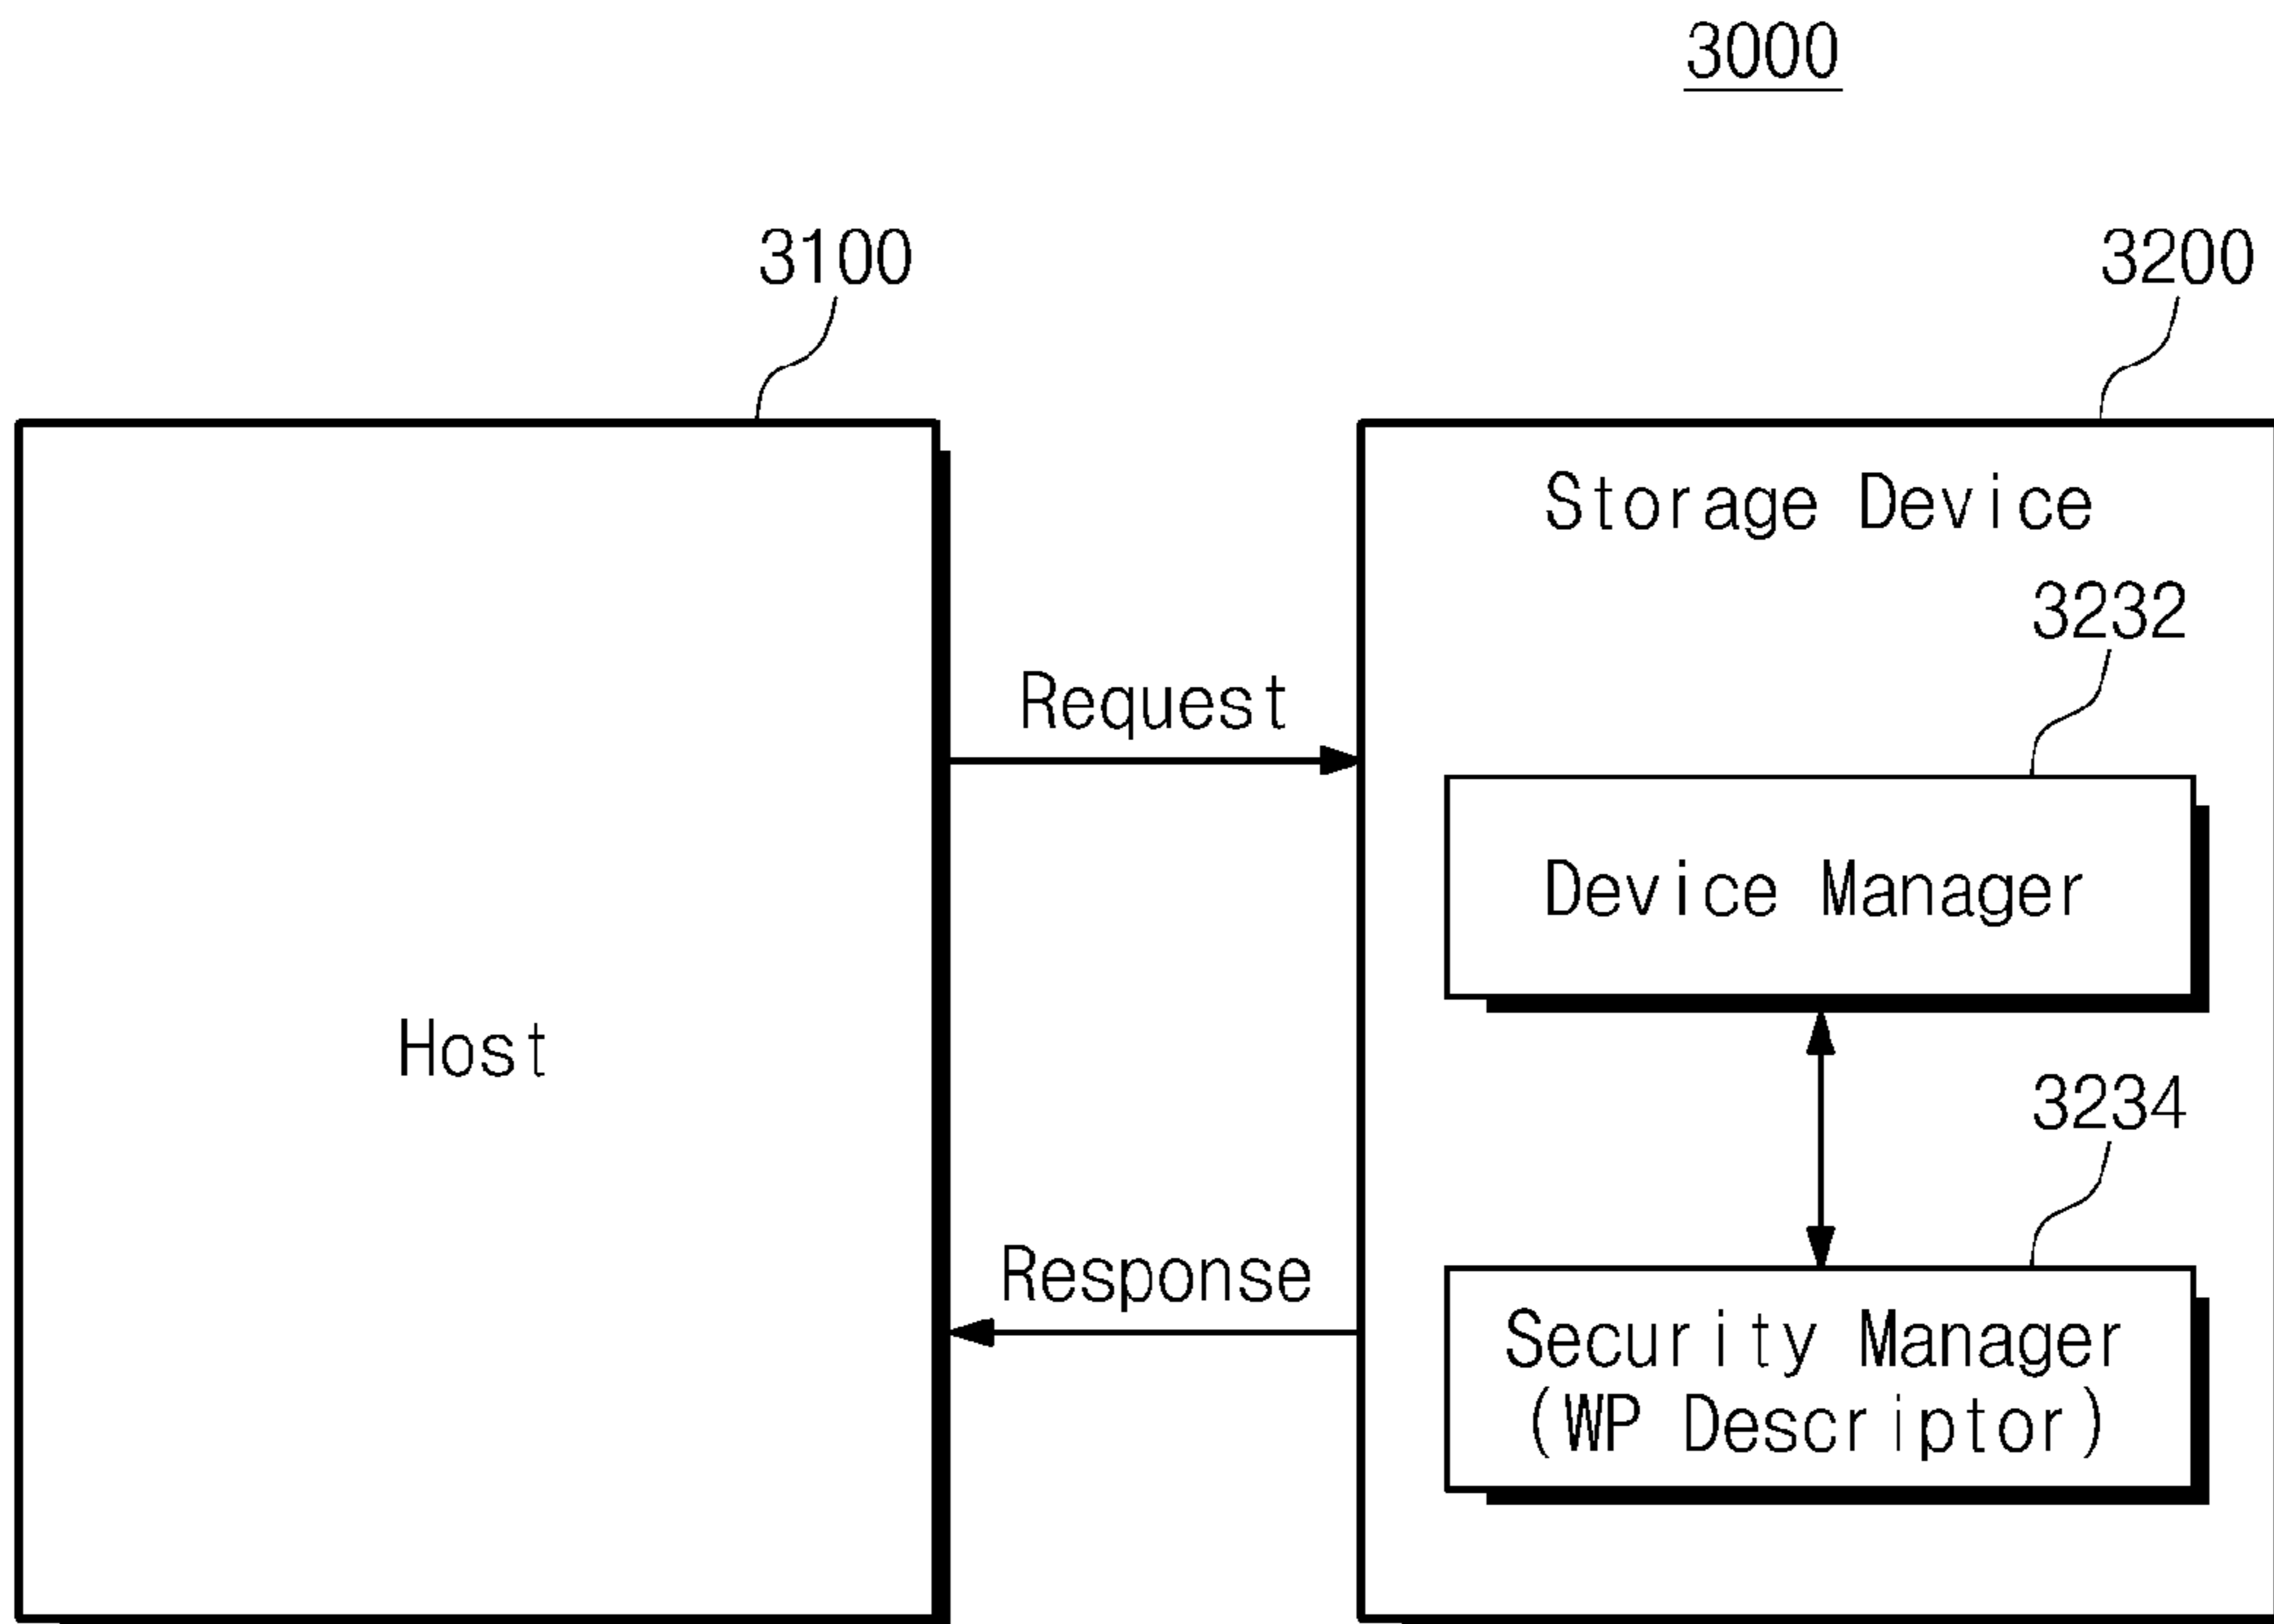 3000
3100
3200
Storage Device
3232
Request
Device Manager
Host
3234
Response
Security Manager
(WP Descriptor)